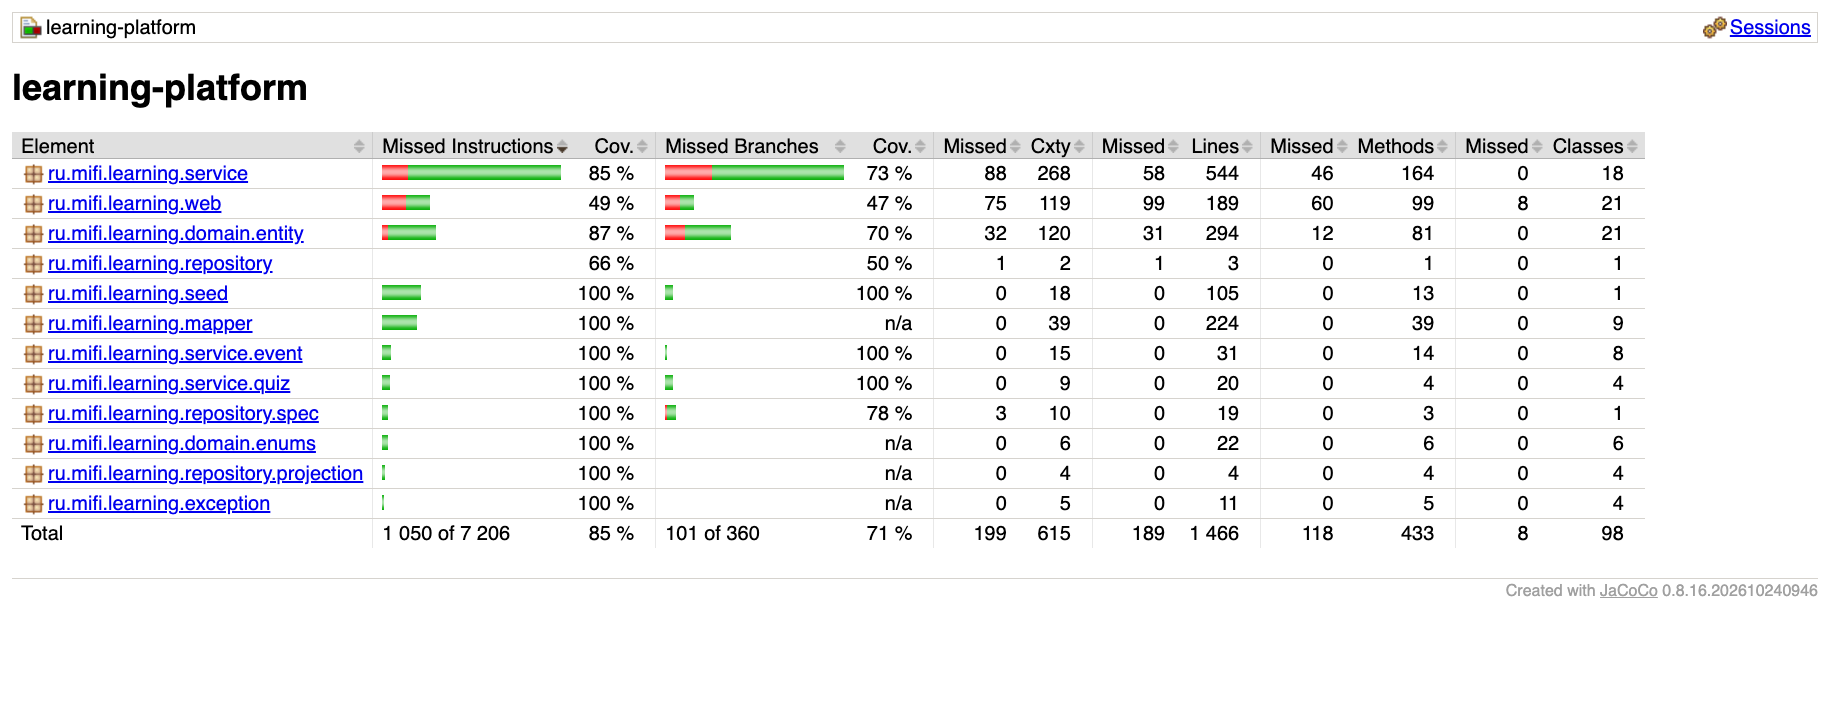 learning-platform Sessions
learning-platform
Element Missed Instructions Cov. Missed Branches Cov. Missed Cxty Missed Lines Missed Methods Missed Classes
ru.mifi.learning.service 85 % 73 % 88 268 58 544 46 164 0 18
ru.mifi.learning.web 49 % 47 % 75 119 99 189 60 99 8 21
ru.mifi.learning.domain.entity 87 % 70 % 32 120 31 294 12 81 0 21
ru.mifi.learning.repository 66 % 50 % 1 2 1 3 0 1 0 1
ru.mifi.learning.seed 100 % 100 % 0 18 0 105 0 13 0 1
ru.mifi.learning.mapper 100 % n/a 0 39 0 224 0 39 0 9
ru.mifi.learning.service.event 100 % 100 % 0 15 0 31 0 14 0 8
ru.mifi.learning.service.quiz 100 % 100 % 0 9 0 20 0 4 0 4
ru.mifi.learning.repository.spec 100 % 78 % 3 10 0 19 0 3 0 1
ru.mifi.learning.domain.enums 100 % n/a 0 6 0 22 0 6 0 6
ru.mifi.learning.repository.projection 100 % n/a 0 4 0 4 0 4 0 4
ru.mifi.learning.exception 100 % n/a 0 5 0 11 0 5 0 4
Total 1 050 of 7 206 85 % 101 of 360 71 % 199 615 189 1 466 118 433 8 98
Created with JaCoCo 0.8.16.202610240946